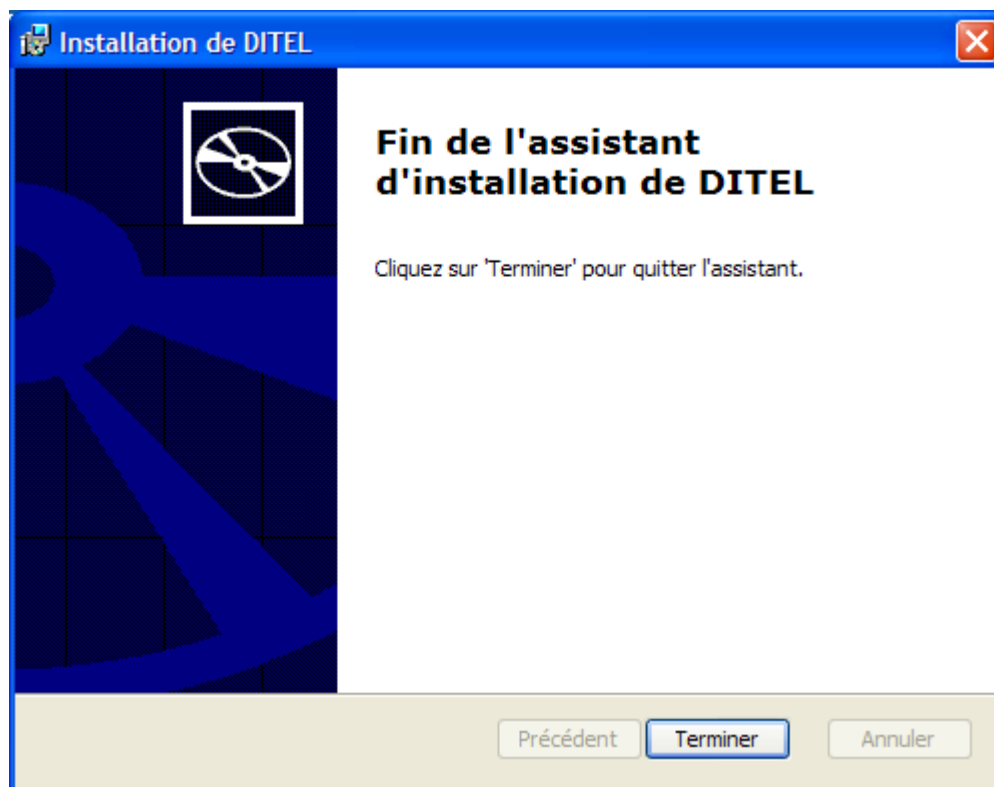 Installation de DITEL
Fin de l'assistant
d'installation de DITEL
Cliquez sur 'Terminer' pour quitter l'assistant.
Précédent
Terminer
Annuler